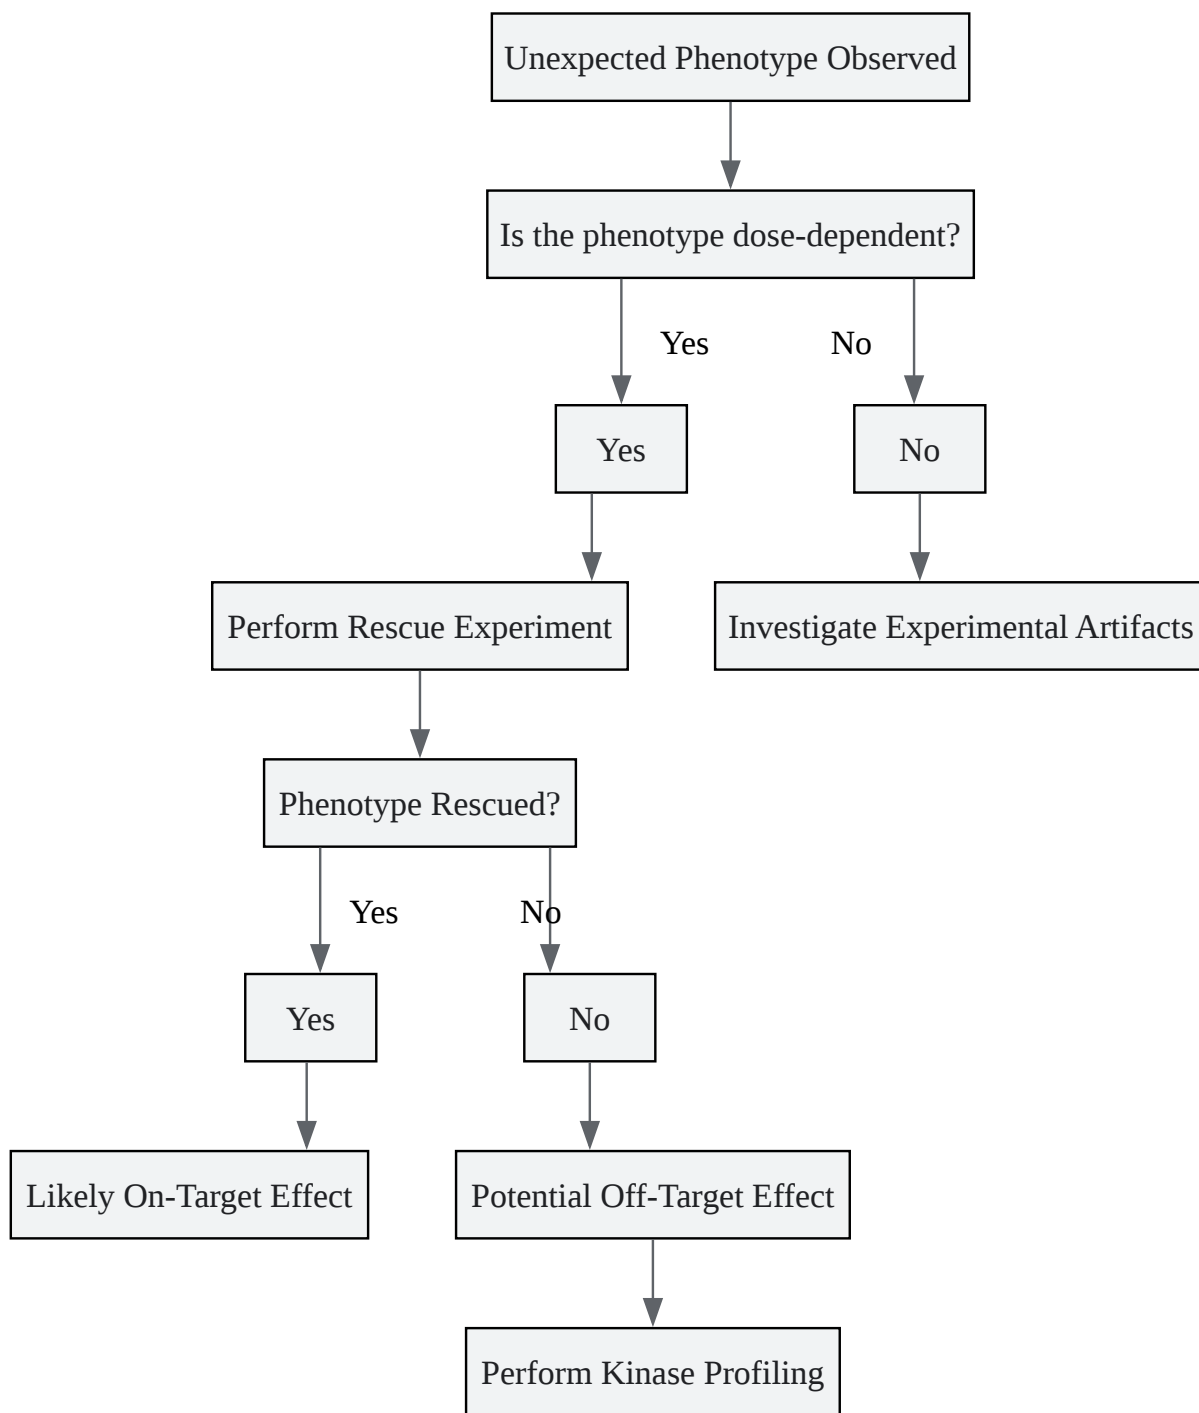 Unexpected Phenotype Observed
Is the phenotype dose-dependent?
Yes
No
Yes
No
Perform Rescue Experiment
Investigate Experimental Artifacts
Phenotype Rescued?
Yes
No
Yes
No
Likely On-Target Effect
Potential Off-Target Effect
Perform Kinase Profiling